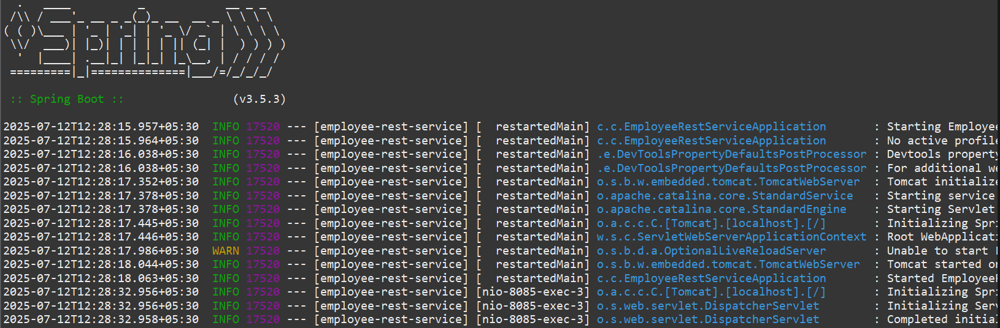 .   ____          _            __ _ _
 /\\ / ___'_ __ _ _(_)_ __  __ _ \ \ \ \
( ( )\___ | '_ | '_| | '_ \/ _` | \ \ \ \
 \\/  ___)| |_)| | | | | || (_| |  ) ) ) )
  '  |____| .__|_| |_|_| |_\__, | / / / /
 =========|_|==============|___/=/_/_/_/
:: Spring Boot ::                (v3.5.3)
2025-07-12T12:28:15.957+05:30  INFO 17520 --- [employee-rest-service] [  restartedMain] c.c.EmployeeRestServiceApplication       : Starting Employee
2025-07-12T12:28:15.964+05:30  INFO 17520 --- [employee-rest-service] [  restartedMain] c.c.EmployeeRestServiceApplication       : No active profile
2025-07-12T12:28:16.038+05:30  INFO 17520 --- [employee-rest-service] [  restartedMain] .e.DevToolsPropertyDefaultsPostProcessor : Devtools property
2025-07-12T12:28:16.038+05:30  INFO 17520 --- [employee-rest-service] [  restartedMain] .e.DevToolsPropertyDefaultsPostProcessor : For additional we
2025-07-12T12:28:17.352+05:30  INFO 17520 --- [employee-rest-service] [  restartedMain] o.s.b.w.embedded.tomcat.TomcatWebServer  : Tomcat initialize
2025-07-12T12:28:17.378+05:30  INFO 17520 --- [employee-rest-service] [  restartedMain] o.apache.catalina.core.StandardService   : Starting service
2025-07-12T12:28:17.378+05:30  INFO 17520 --- [employee-rest-service] [  restartedMain] o.apache.catalina.core.StandardEngine    : Starting Servlet
2025-07-12T12:28:17.445+05:30  INFO 17520 --- [employee-rest-service] [  restartedMain] o.a.c.c.C.[Tomcat].[localhost].[/]       : Initializing Spri
2025-07-12T12:28:17.446+05:30  INFO 17520 --- [employee-rest-service] [  restartedMain] w.s.c.ServletWebServerApplicationContext : Root WebApplicati
2025-07-12T12:28:17.986+05:30  WARN 17520 --- [employee-rest-service] [  restartedMain] o.s.b.d.a.OptionalLiveReloadServer       : Unable to start
2025-07-12T12:28:18.044+05:30  INFO 17520 --- [employee-rest-service] [  restartedMain] o.s.b.w.embedded.tomcat.TomcatWebServer  : Tomcat started on
2025-07-12T12:28:18.063+05:30  INFO 17520 --- [employee-rest-service] [  restartedMain] c.c.EmployeeRestServiceApplication       : Started Employee
2025-07-12T12:28:32.956+05:30  INFO 17520 --- [employee-rest-service] [nio-8085-exec-3] o.a.c.c.C.[Tomcat].[localhost].[/]       : Initializing Spri
2025-07-12T12:28:32.956+05:30  INFO 17520 --- [employee-rest-service] [nio-8085-exec-3] o.s.web.servlet.DispatcherServlet        : Initializing Serv
2025-07-12T12:28:32.958+05:30  INFO 17520 --- [employee-rest-service] [nio-8085-exec-3] o.s.web.servlet.DispatcherServlet        : Completed initia